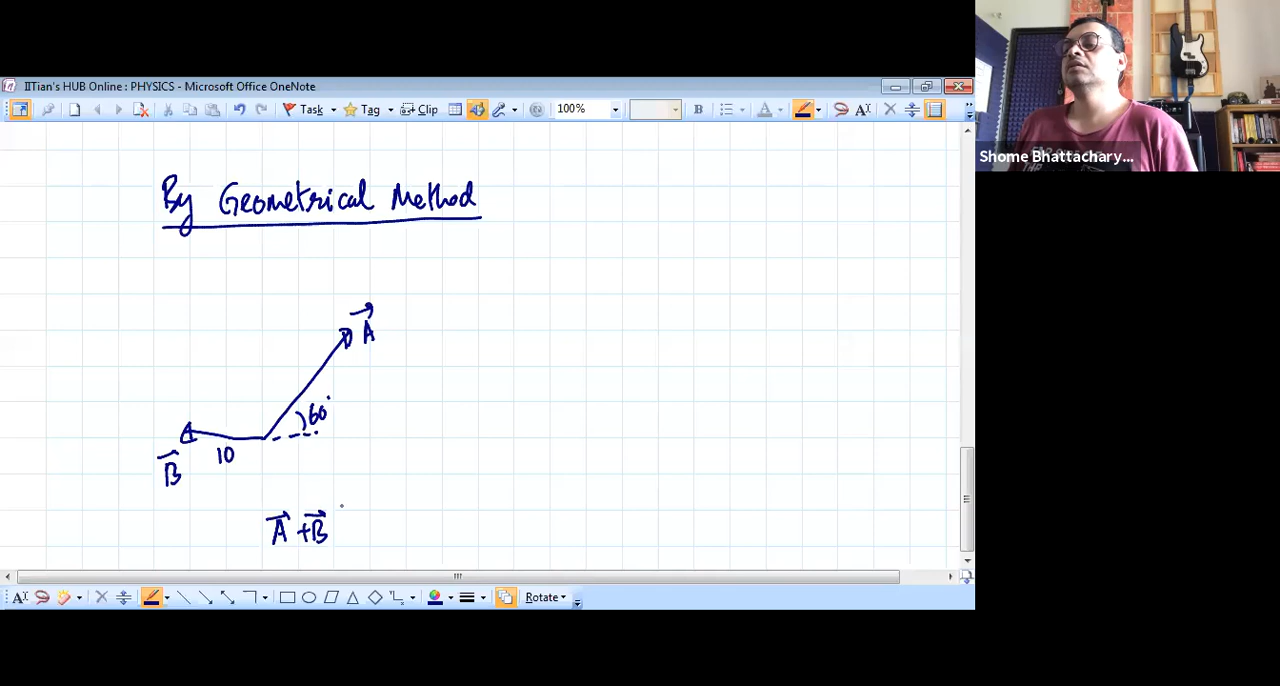 IITian's HUB Online : PHYSICS - Microsoft Office OneNote
Task Tag Clip 100% B A
Shome Bhattachary...
By Geometrical Method
A
60°
B
10
A + B
Rotate